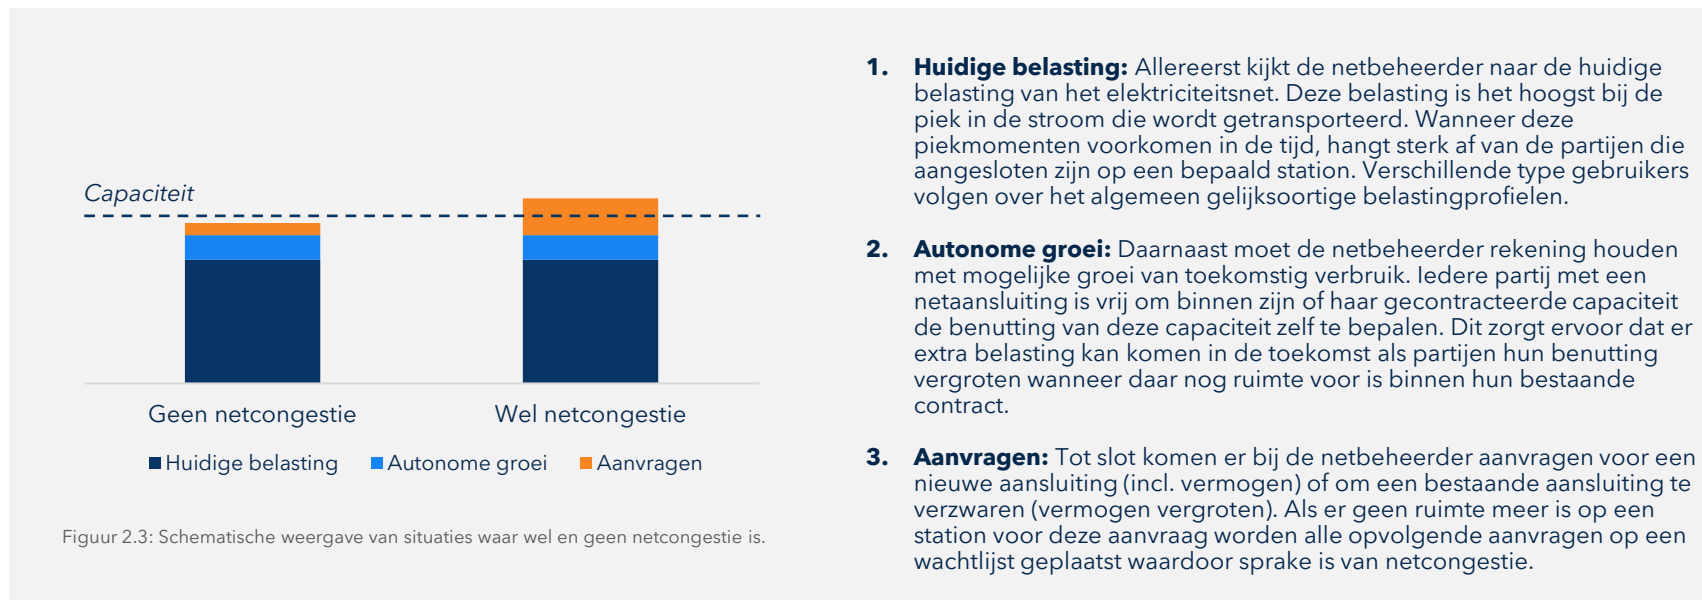 Capaciteit
Geen netcongestie
Wel netcongestie
Huidige belasting
Autonome groei
Aanvragen
Figuur 2.3: Schematische weergave van situaties waar wel en geen netcongestie is.
1. Huidige belasting: Allereerst kijkt de netbeheerder naar de huidige
belasting van het elektriciteitsnet. Deze belasting is het hoogst bij de
piek in de stroom die wordt getransporteerd. Wanneer deze
piekmomenten voorkomen in de tijd, hangt sterk af van de partijen die
aangesloten zijn op een bepaald station. Verschillende type gebruikers
volgen over het algemeen gelijksoortige belastingprofielen.
2. Autonome groei: Daarnaast moet de netbeheerder rekening houden
met mogelijke groei van toekomstig verbruik. Iedere partij met een
netaansluiting is vrij om binnen zijn of haar gecontracteerde capaciteit
de benutting van deze capaciteit zelf te bepalen. Dit zorgt ervoor dat er
extra belasting kan komen in de toekomst als partijen hun benutting
vergroten wanneer daar nog ruimte voor is binnen hun bestaande
contract.
3. Aanvragen: Tot slot komen er bij de netbeheerder aanvragen voor een
nieuwe aansluiting (incl. vermogen) of om een bestaande aansluiting te
verzwaren (vermogen vergroten). Als er geen ruimte meer is op een
station voor deze aanvraag worden alle opvolgende aanvragen op een
wachtlijst geplaatst waardoor sprake is van netcongestie.